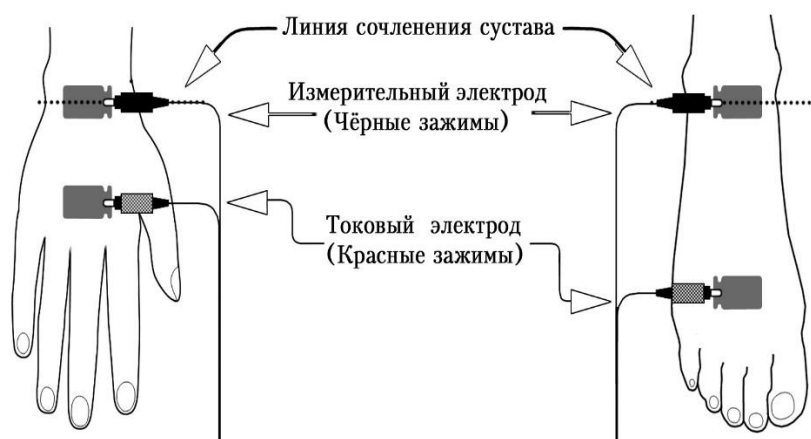 Линия сочленения сустава
Измерительный электрод
(Чёрные зажимы)
Токовый электрод
(Красные зажимы)